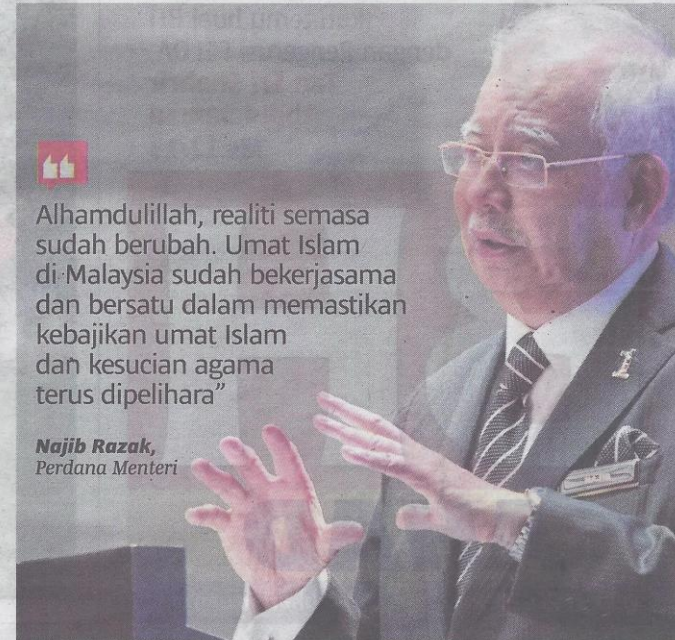 Alhamdulillah, realiti semasa
sudah berubah. Umat Islam
di Malaysia sudah bekerjasama
dan bersatu dalam memastikan
kebajikan umat Islam
dan kesucian agama
terus dipelihara”
Najib Razak,
Perdana Menteri